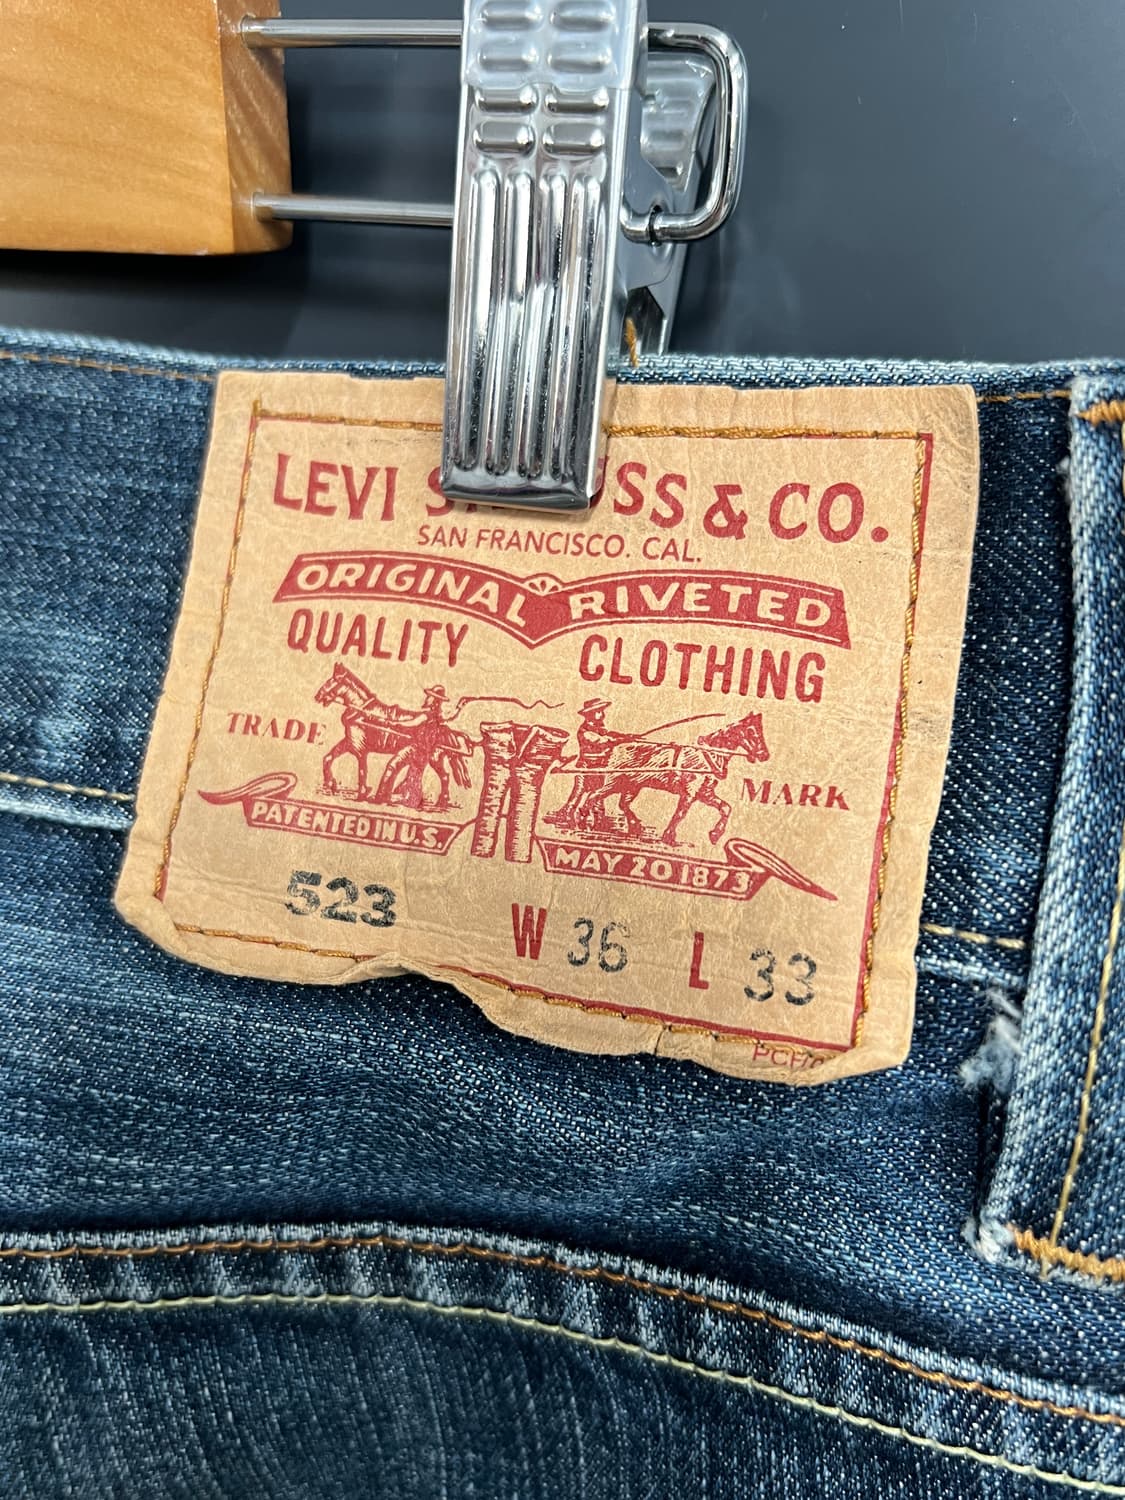 LEVI STRAUSS & CO.
SAN FRANCISCO. CAL.
ORIGINAL RIVETED
QUALITY CLOTHING
TRADE MARK
PATENTED IN U.S. MAY 20 1873
523 W 36 L 33